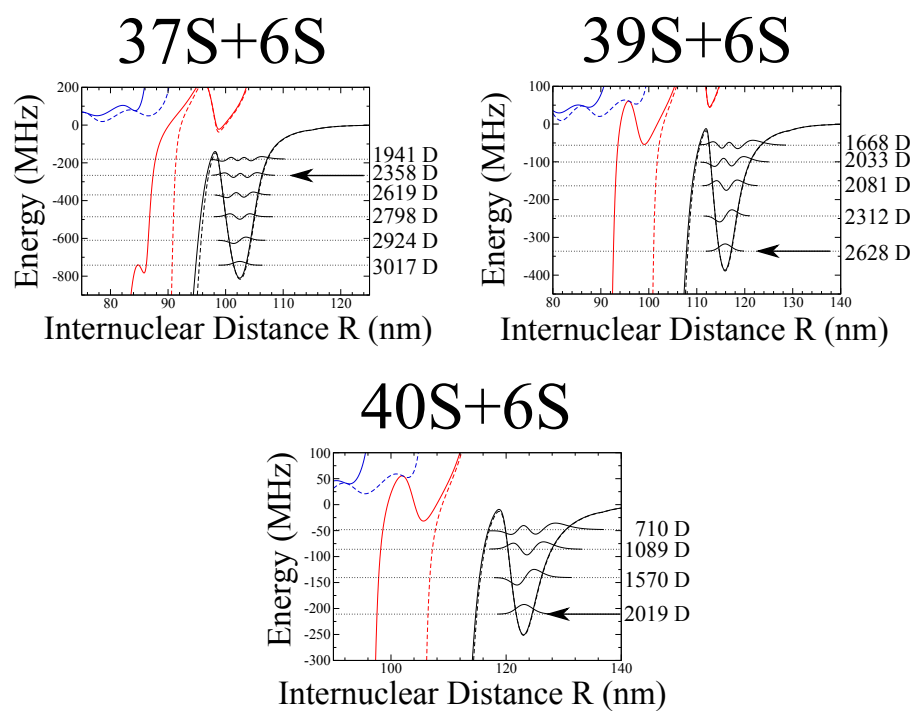 37S+6S
Energy (MHz)
200
0
-200
-400
-600
-800
80
90
100
110
120
1941 D
2358 D
2619 D
2798 D
2924 D
3017 D
Internuclear Distance R (nm)
39S+6S
Energy (MHz)
100
0
-100
-200
-300
-400
80
90
100
110
120
130
140
1668 D
2033 D
2081 D
2312 D
2628 D
Internuclear Distance R (nm)
40S+6S
Energy (MHz)
100
50
0
-50
-100
-150
-200
-250
-300
100
120
140
710 D
1089 D
1570 D
2019 D
Internuclear Distance R (nm)